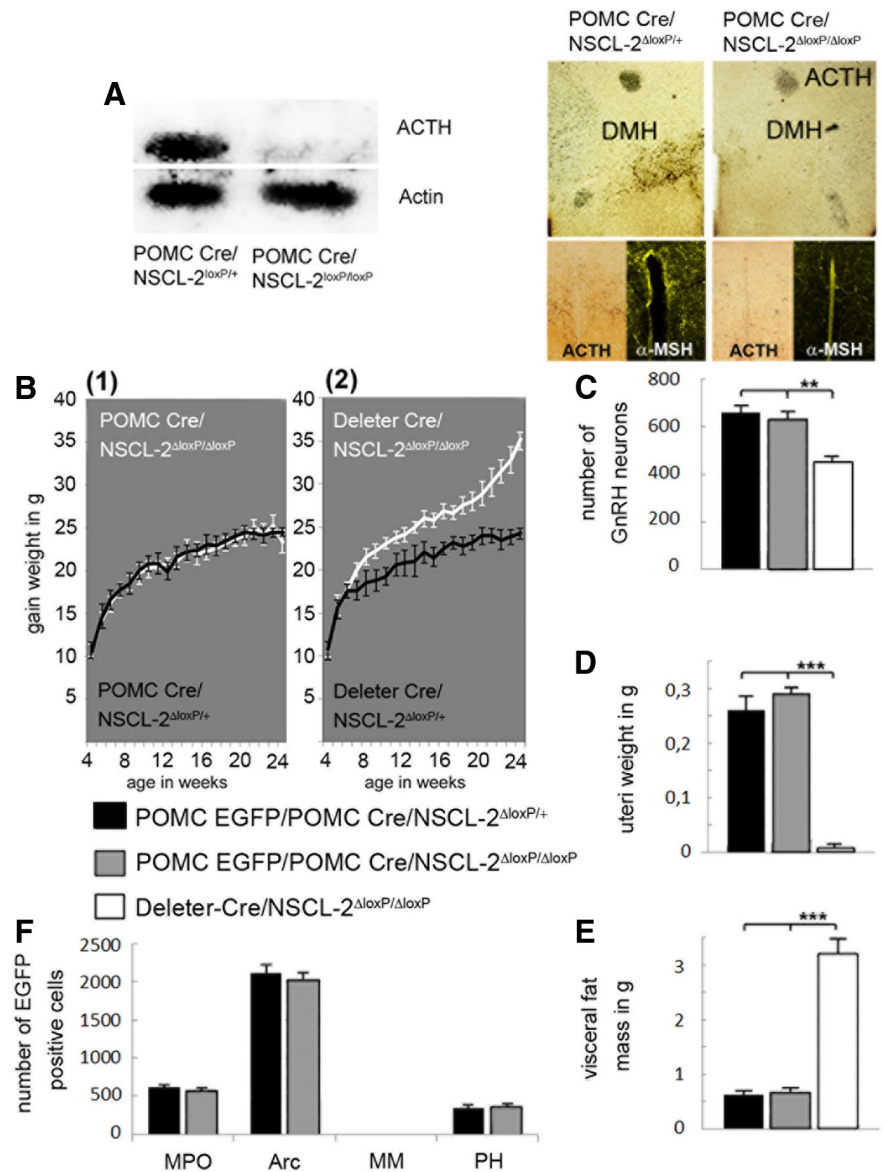 A
ACTH
Actin
POMC Cre/
NSCL-2loxP/+
POMC Cre/
NSCL-2loxP/loxP
POMC Cre/
NSCL-2ΔloxP/+
POMC Cre/
NSCL-2ΔloxP/ΔloxP
DMH
ACTH
DMH
ACTH
α-MSH
ACTH
α-MSH
B
(1)
(2)
gain weight in g
40
35
30
25
20
15
10
5
POMC Cre/
NSCL-2ΔloxP/ΔloxP
POMC Cre/
NSCL-2ΔloxP/+
4 8 12 16 20 24
age in weeks
40
35
30
25
20
15
10
5
Deleter Cre/
NSCL-2ΔloxP/ΔloxP
Deleter Cre/
NSCL-2ΔloxP/+
4 8 12 16 20 24
age in weeks
C
number of
GnRH neurons
800
600
400
200
0
**
D
uteri weight in g
0,3
0,2
0,1
0
***
POMC EGFP/POMC Cre/NSCL-2ΔloxP/+
POMC EGFP/POMC Cre/NSCL-2ΔloxP/ΔloxP
Deleter-Cre/NSCL-2ΔloxP/ΔloxP
E
visceral fat
mass in g
3
2
1
0
***
F
number of EGFP
positive cells
2500
2000
1500
1000
500
0
MPO Arc MM PH